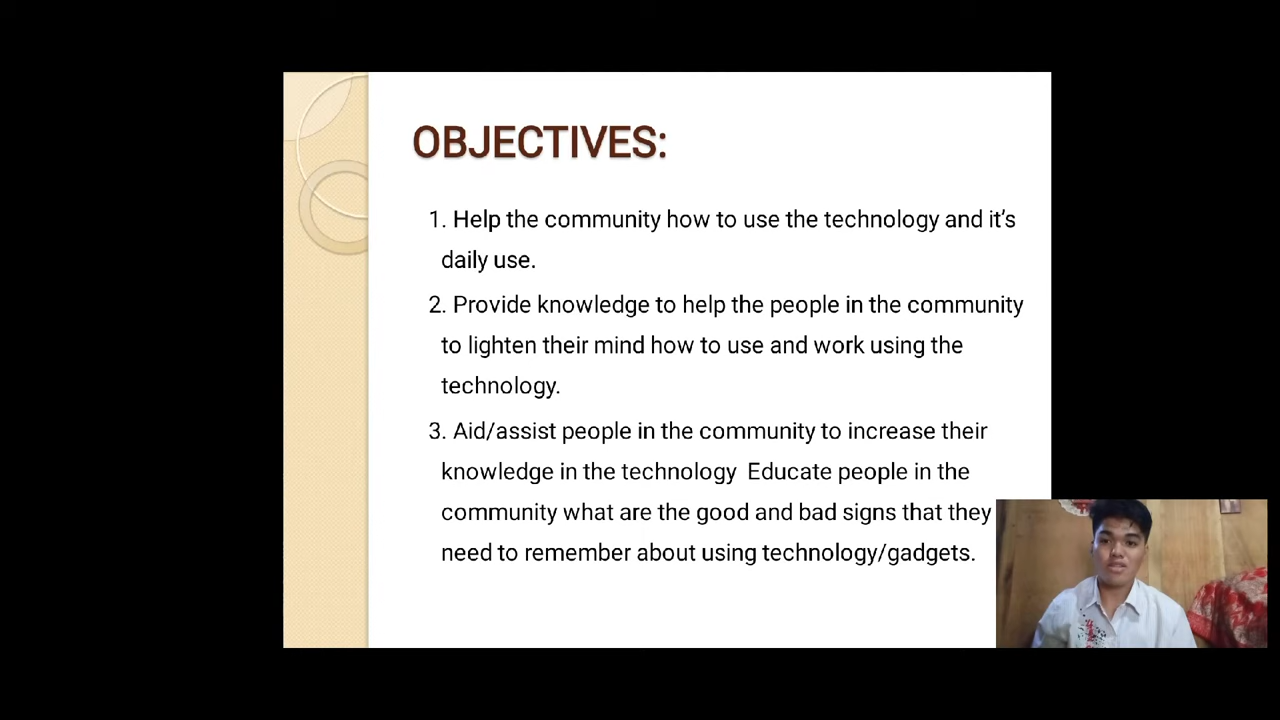 OBJECTIVES:
1. Help the community how to use the technology and it's
daily use.
2. Provide knowledge to help the people in the community
to lighten their mind how to use and work using the
technology.
3. Aid/assist people in the community to increase their
knowledge in the technology  Educate people in the
community what are the good and bad signs that they
need to remember about using technology/gadgets.